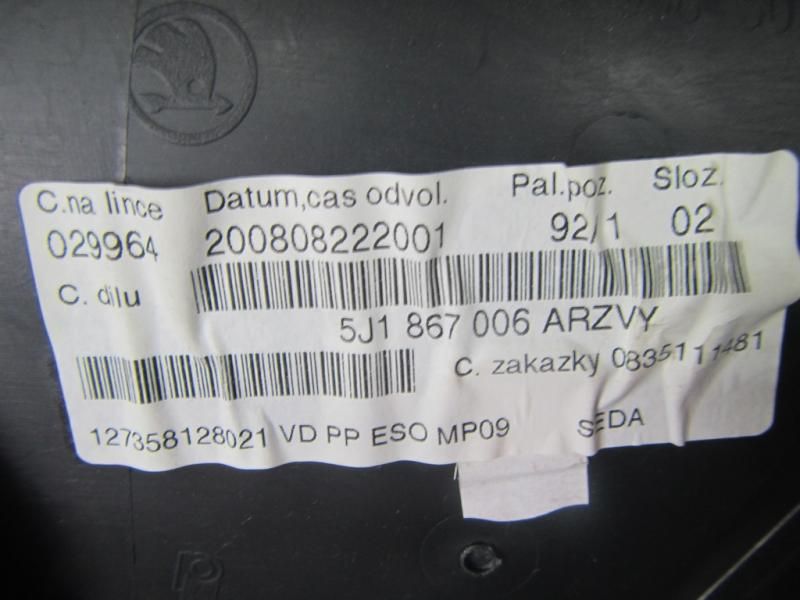 C.na lince Datum,cas odvol. Pal.poz. Sloz.
029964 200808222001 92/1 02
C. dilu
5J1 867 006 ARZVY
C. zakazky 0835111481
127358128021 VD PP ESO MP09 SEDA